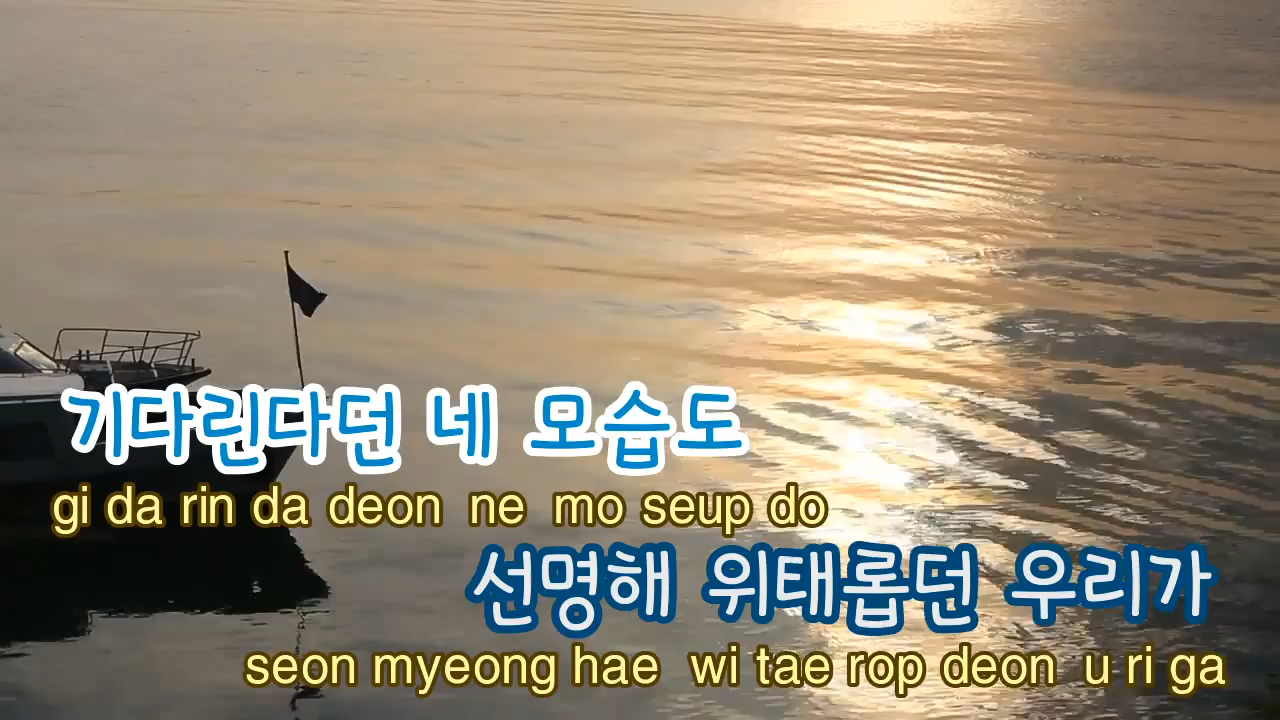 기다린다던 네 모습도
gi da rin da deon ne mo seup do
선명해 위태롭던 우리가
seon myeong hae wi tae rop deon u ri ga